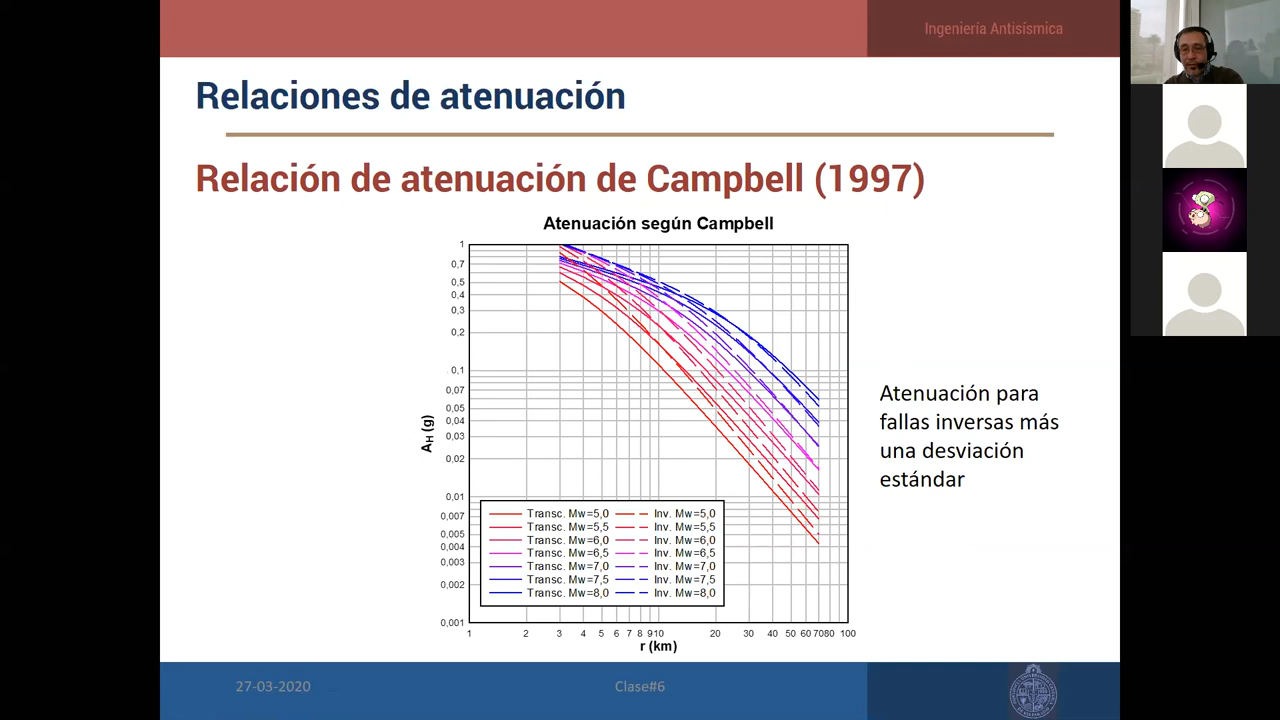 Ingeniería Antisísmica
Relaciones de atenuación
Relación de atenuación de Campbell (1997)
Atenuación según Campbell
1
0,7
0,5
0,4
0,3
0,2
0,1
0,07
0,05
0,04
0,03
0,02
0,01
0,007
0,005
0,004
0,003
0,002
0,001
A_H (g)
Transc. Mw=5,0 Inv. Mw=5,0
Transc. Mw=5,5 Inv. Mw=5,5
Transc. Mw=6,0 Inv. Mw=6,0
Transc. Mw=6,5 Inv. Mw=6,5
Transc. Mw=7,0 Inv. Mw=7,0
Transc. Mw=7,5 Inv. Mw=7,5
Transc. Mw=8,0 Inv. Mw=8,0
1 2 3 4 5 6 7 8 9 10 20 30 40 50 60 70 80 100
r (km)
Atenuación para
fallas inversas más
una desviación
estándar
27-03-2020 Clase#6